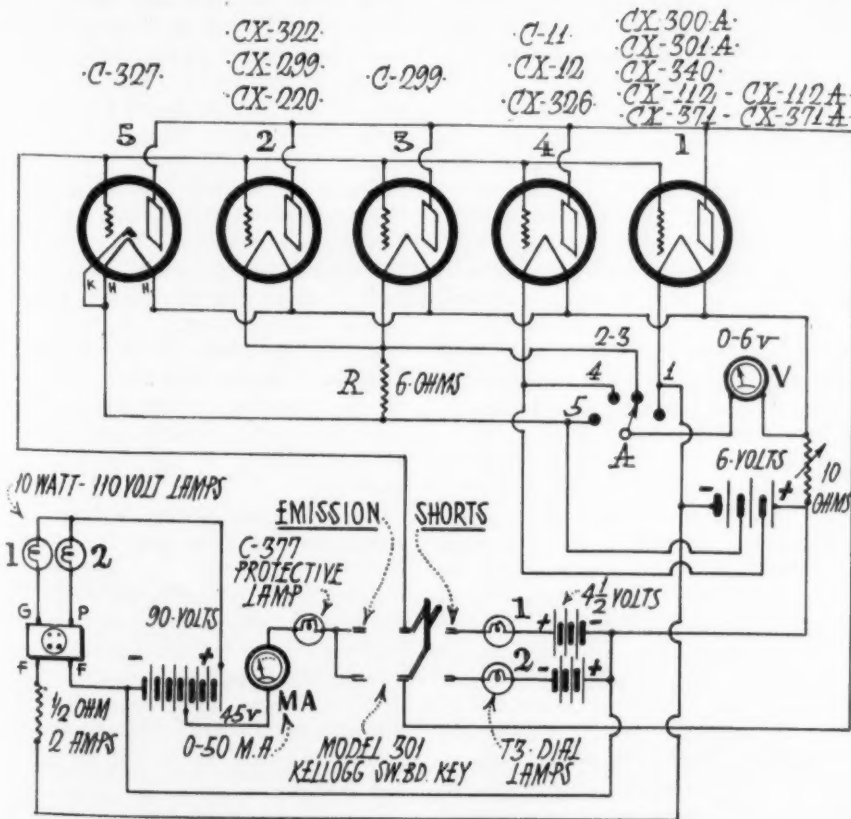 ·C-327·
·CX-322·
·CX-299·
·CX-220·
·C-299·
·C-11·
·CX-12·
·CX-326·
·CX-300·A·
·CX-301·A·
·CX-340·
·CX-112·-·CX-112A·
·CX-371·-·CX-371·A·
5
2
3
4
1
K
H
H
2-3
0-6 v
4
1
R
6·OHMS
V
5
A
6·VOLTS
- +
10
OHMS
10 WATT-110 VOLT LAMPS
EMISSION
SHORTS
1
2
C-377
PROTECTIVE
LAMP
1
4½ VOLTS
+ -
G
P
90·VOLTS
2
- +
- +
F
F
½ OHM
2 AMPS
45v
MA
0-50 M.A.
MODEL 301
KELLOGG SW.BD. KEY
T3·DIAL
LAMPS